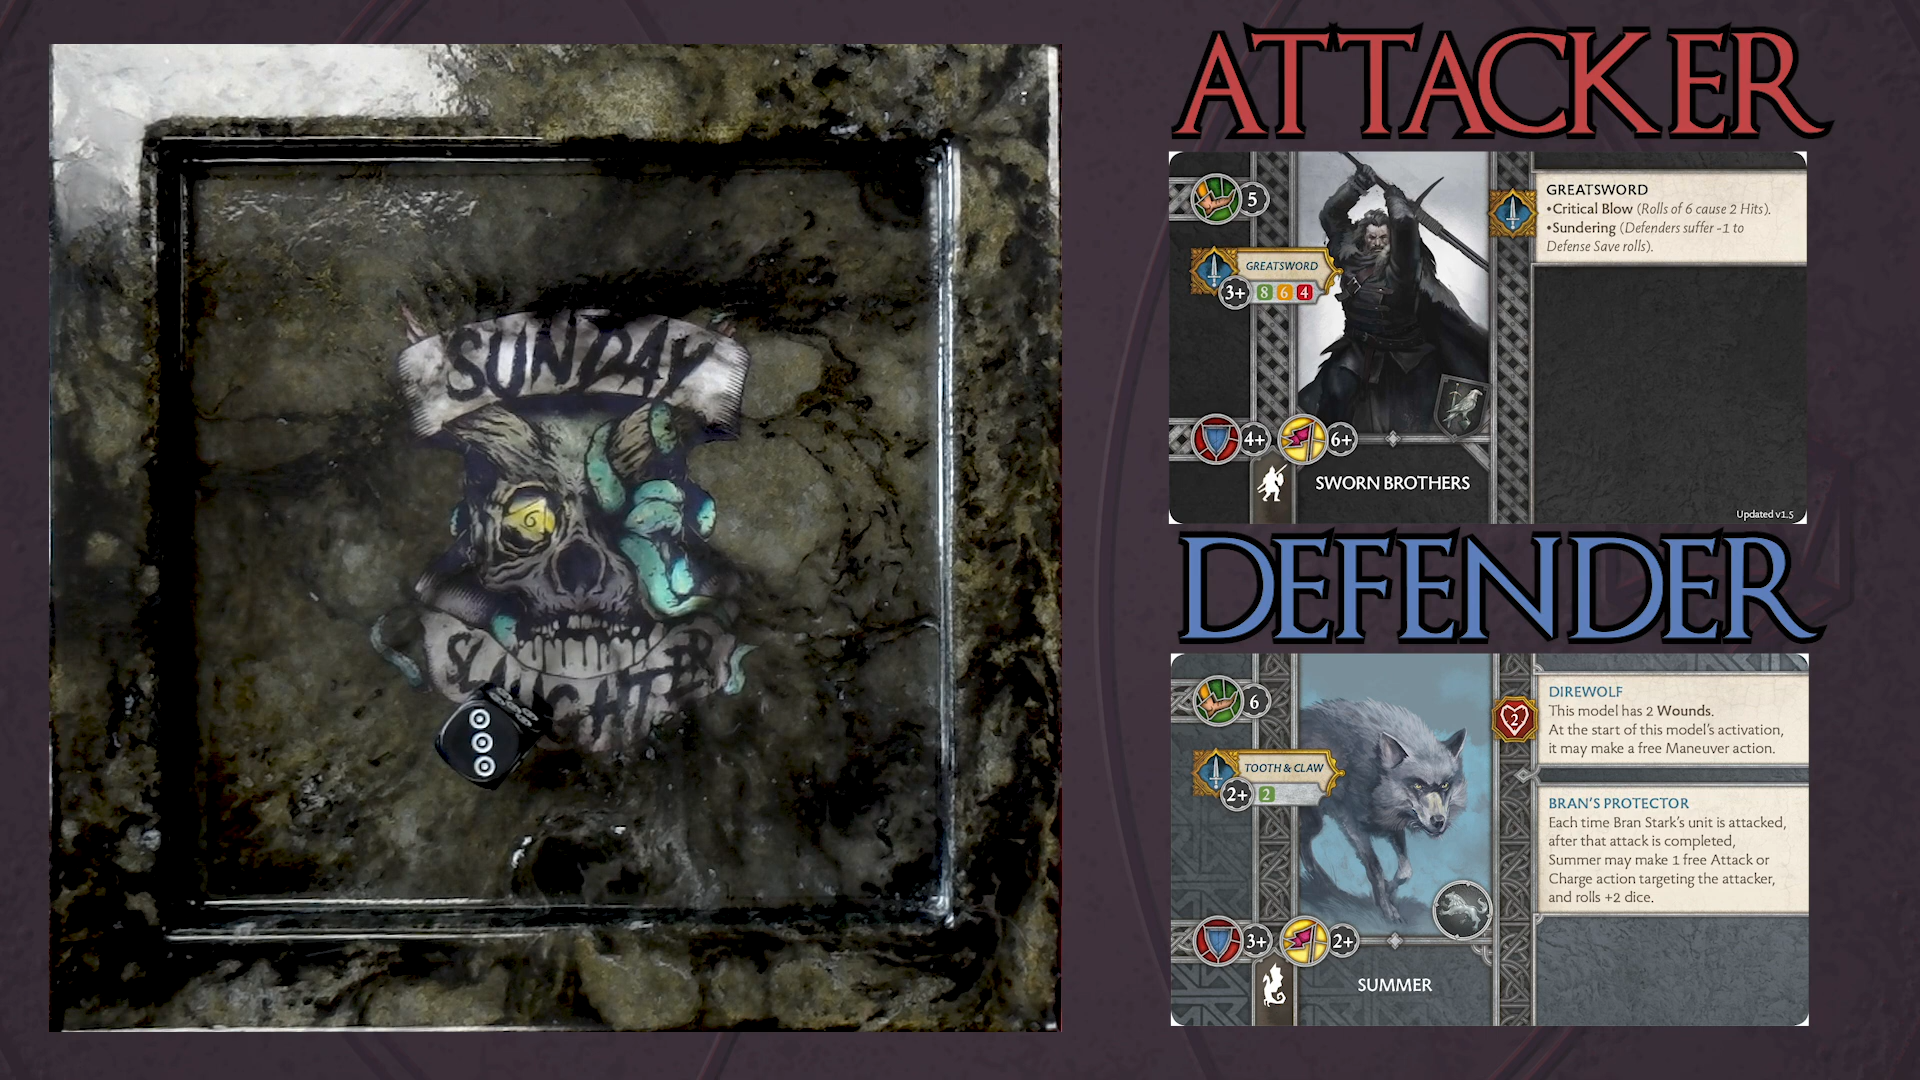 ATTACKER
5
GREATSWORD
3+ 8 6 4
4+ 6+
SWORN BROTHERS
GREATSWORD
•Critical Blow (Rolls of 6 cause 2 Hits).
•Sundering (Defenders suffer -1 to
Defense Save rolls).
Updated v1.5
SUNDAY
6
SLAUGHTER
DEFENDER
6
TOOTH & CLAW
2+ 2
3+ 2+
SUMMER
2
DIREWOLF
This model has 2 Wounds.
At the start of this model's activation,
it may make a free Maneuver action.
BRAN'S PROTECTOR
Each time Bran Stark's unit is attacked,
after that attack is completed,
Summer may make 1 free Attack or
Charge action targeting the attacker,
and rolls +2 dice.